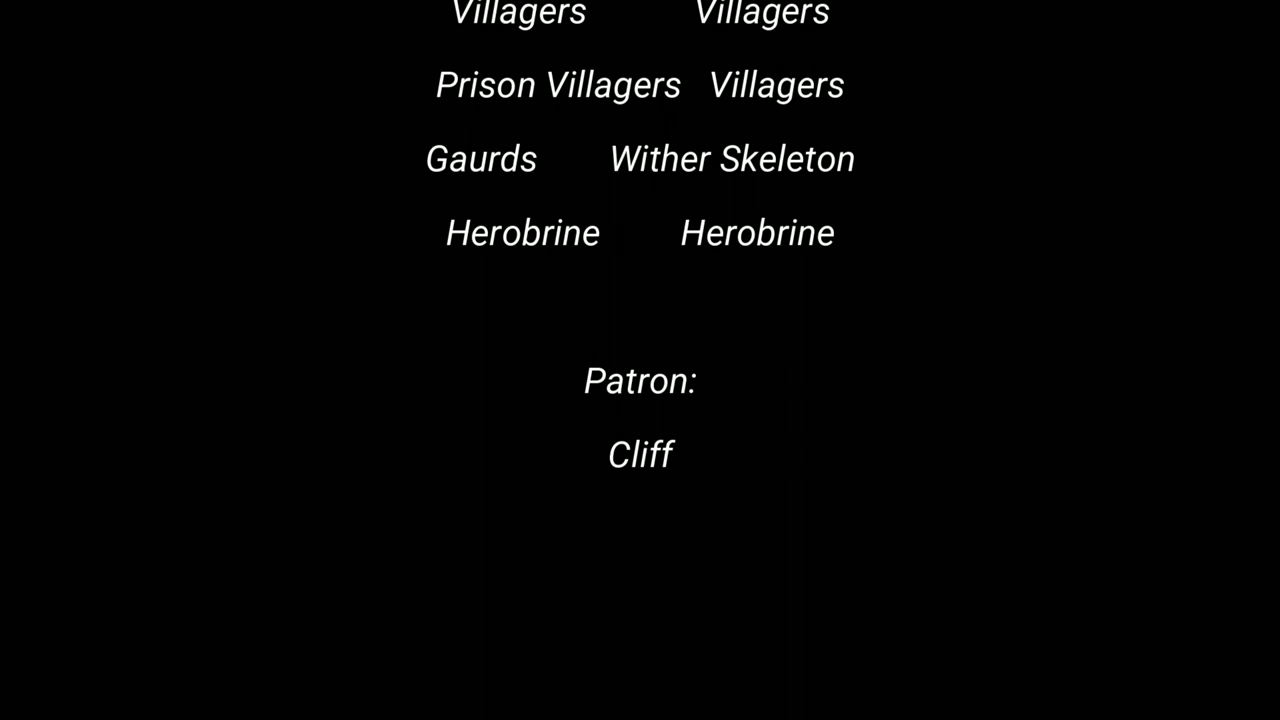 Villagers Villagers
Prison Villagers Villagers
Gaurds Wither Skeleton
Herobrine Herobrine
Patron:
Cliff